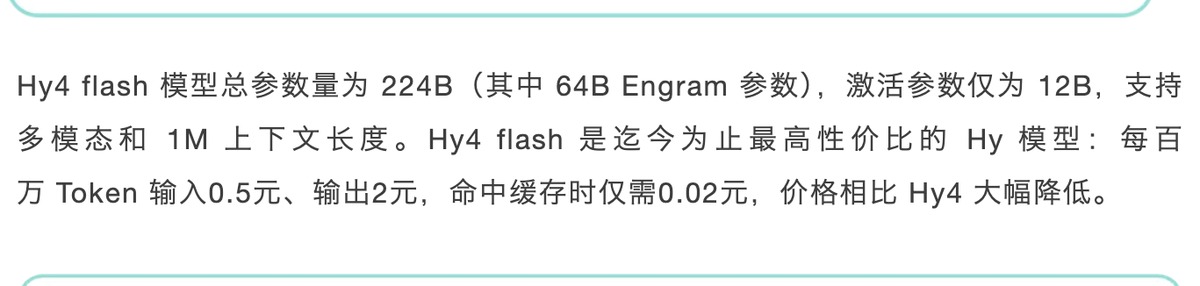 Hy4 flash 模型总参数量为 224B（其中 64B Engram 参数），激活参数仅为 12B，支持
多模态和 1M 上下文长度。Hy4 flash 是迄今为止最高性价比的 Hy 模型：每百
万 Token 输入0.5元、输出2元，命中缓存时仅需0.02元，价格相比 Hy4 大幅降低。